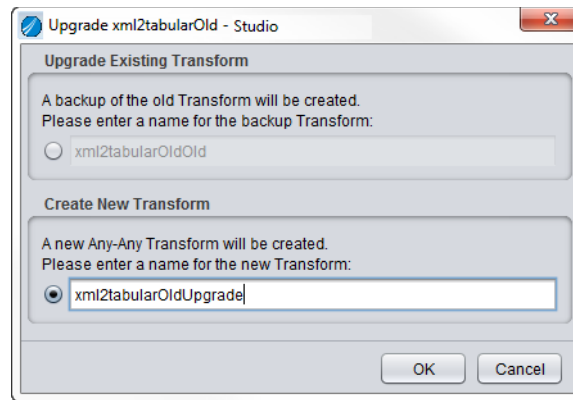 Upgrade xml2tabularOld - Studio
Upgrade Existing Transform
A backup of the old Transform will be created.
Please enter a name for the backup Transform:
xml2tabularOldOld
Create New Transform
A new Any-Any Transform will be created.
Please enter a name for the new Transform:
xml2tabularOldUpgrade
OK Cancel